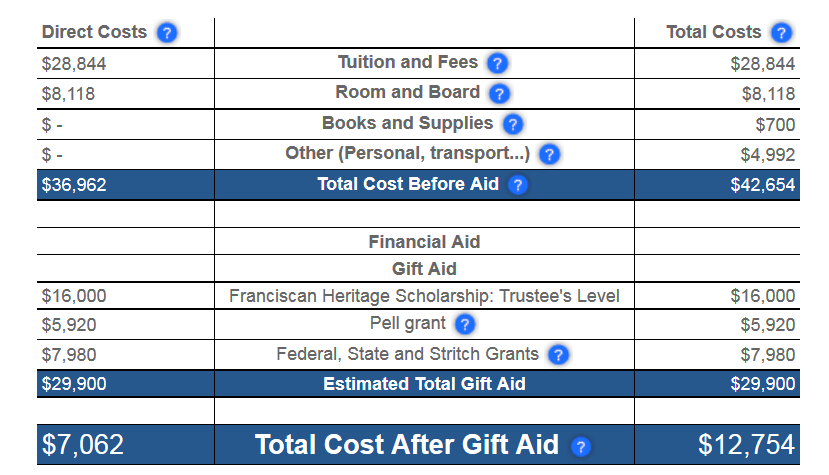 Direct Costs ? Total Costs ?
$28,844 Tuition and Fees ? $28,844
$8,118 Room and Board ? $8,118
$ - Books and Supplies ? $700
$ - Other (Personal, transport...) ? $4,992
$36,962 Total Cost Before Aid ? $42,654
Financial Aid
Gift Aid
$16,000 Franciscan Heritage Scholarship: Trustee's Level $16,000
$5,920 Pell grant ? $5,920
$7,980 Federal, State and Stritch Grants ? $7,980
$29,900 Estimated Total Gift Aid $29,900
$7,062 Total Cost After Gift Aid ? $12,754